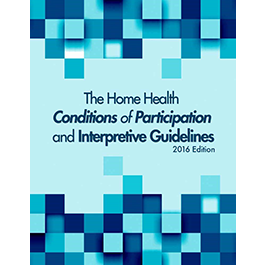 The Home Health
Conditions of Participation
and Interpretive Guidelines
2016 Edition